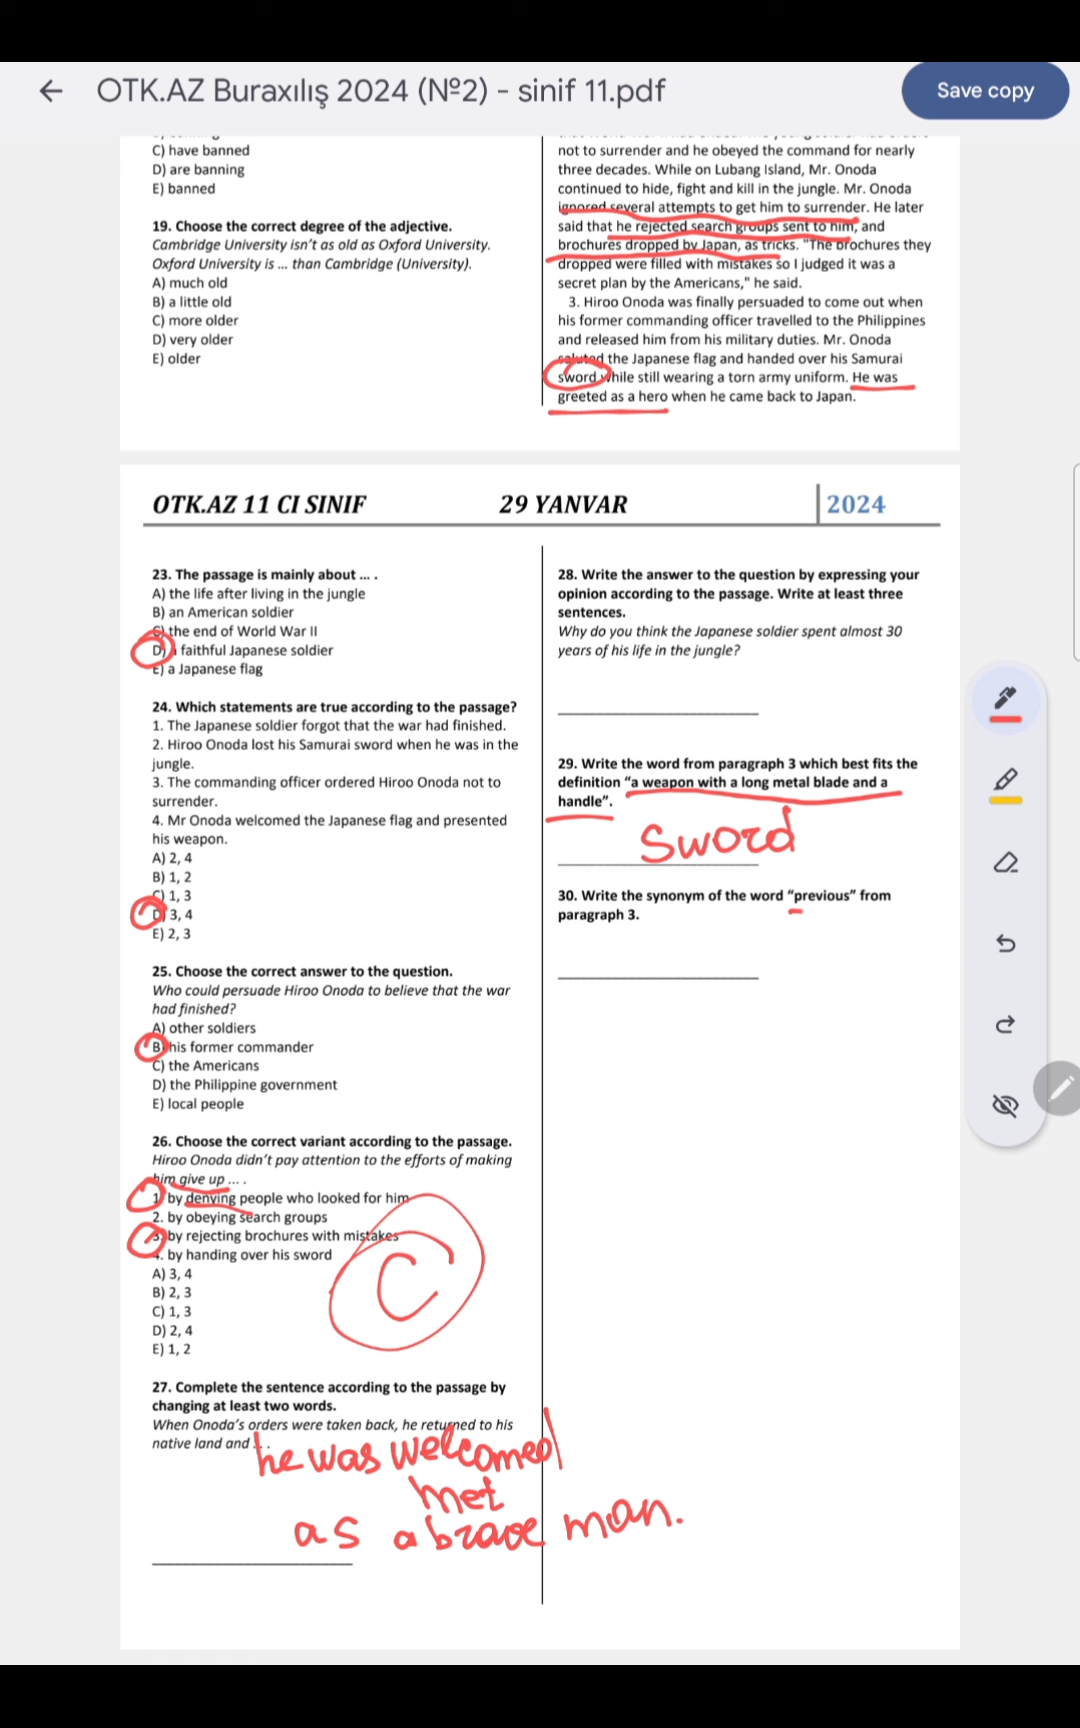 OTK.AZ Buraxılış 2024 (№2) - sinif 11.pdf
Save copy
C) have banned
D) are banning
E) banned
19. Choose the correct degree of the adjective.
Cambridge University isn't as old as Oxford University.
Oxford University is ... than Cambridge (University).
A) much old
B) a little old
C) more older
D) very older
E) older
not to surrender and he obeyed the command for nearly
three decades. While on Lubang Island, Mr. Onoda
continued to hide, fight and kill in the jungle. Mr. Onoda
ignored several attempts to get him to surrender. He later
said that he rejected search groups sent to him, and
brochures dropped by Japan, as tricks. "The brochures they
dropped were filled with mistakes so I judged it was a
secret plan by the Americans," he said.
3. Hiroo Onoda was finally persuaded to come out when
his former commanding officer travelled to the Philippines
and released him from his military duties. Mr. Onoda
saluted the Japanese flag and handed over his Samurai
sword while still wearing a torn army uniform. He was
greeted as a hero when he came back to Japan.
OTK.AZ 11 CI SINIF 29 YANVAR 2024
23. The passage is mainly about ... .
A) the life after living in the jungle
B) an American soldier
C) the end of World War II
D) a faithful Japanese soldier
E) a Japanese flag
24. Which statements are true according to the passage?
1. The Japanese soldier forgot that the war had finished.
2. Hiroo Onoda lost his Samurai sword when he was in the
jungle.
3. The commanding officer ordered Hiroo Onoda not to
surrender.
4. Mr Onoda welcomed the Japanese flag and presented
his weapon.
A) 2, 4
B) 1, 2
C) 1, 3
D) 3, 4
E) 2, 3
25. Choose the correct answer to the question.
Who could persuade Hiroo Onoda to believe that the war
had finished?
A) other soldiers
B) his former commander
C) the Americans
D) the Philippine government
E) local people
26. Choose the correct variant according to the passage.
Hiroo Onoda didn't pay attention to the efforts of making
him give up ... .
1. by denying people who looked for him
2. by obeying search groups
3. by rejecting brochures with mistakes
4. by handing over his sword
A) 3, 4
B) 2, 3
C) 1, 3
D) 2, 4
E) 1, 2
C
27. Complete the sentence according to the passage by
changing at least two words.
When Onoda's orders were taken back, he returned to his
native land and ... .
he was welcomed
met
as a brave man.
28. Write the answer to the question by expressing your
opinion according to the passage. Write at least three
sentences.
Why do you think the Japanese soldier spent almost 30
years of his life in the jungle?
29. Write the word from paragraph 3 which best fits the
definition "a weapon with a long metal blade and a
handle".
sword
30. Write the synonym of the word "previous" from
paragraph 3.